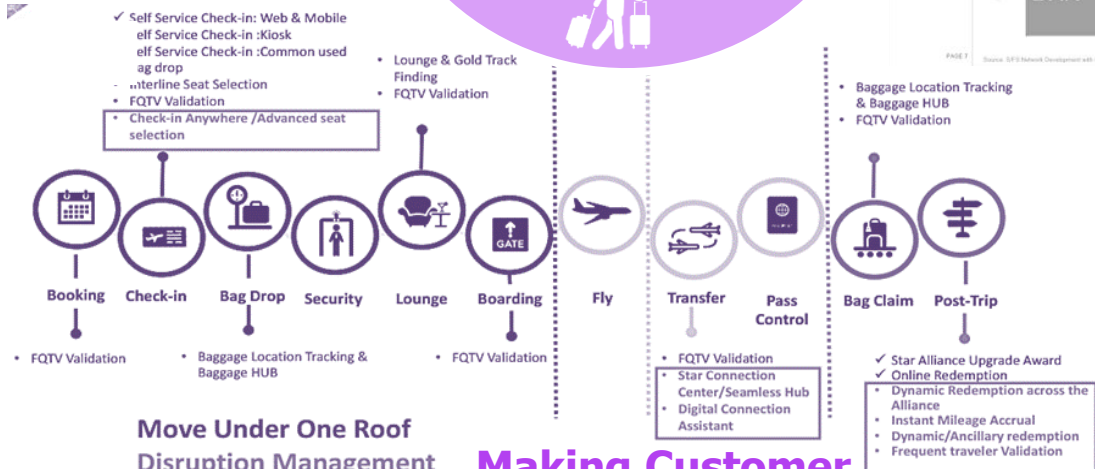 ✓ Self Service Check-in: Web & Mobile
elf Service Check-in :Kiosk
elf Service Check-in :Common used
ag drop
Interline Seat Selection
• FQTV Validation
• Check-in Anywhere /Advanced seat
selection
• Lounge & Gold Track
Finding
• FQTV Validation
PAGE 7
• Baggage Location Tracking
& Baggage HUB
• FQTV Validation
GATE
Booking
Check-in
Bag Drop
Security
Lounge
Boarding
Fly
Transfer
Pass
Control
Bag Claim
Post-Trip
• FQTV Validation
• Baggage Location Tracking &
Baggage HUB
• FQTV Validation
• FQTV Validation
• Star Connection
Center/Seamless Hub
• Digital Connection
Assistant
✓ Star Alliance Upgrade Award
✓ Online Redemption
• Dynamic Redemption across the
Alliance
• Instant Mileage Accrual
• Dynamic/Ancillary redemption
• Frequent traveler Validation
Move Under One Roof
Disruption Management
Making Customer